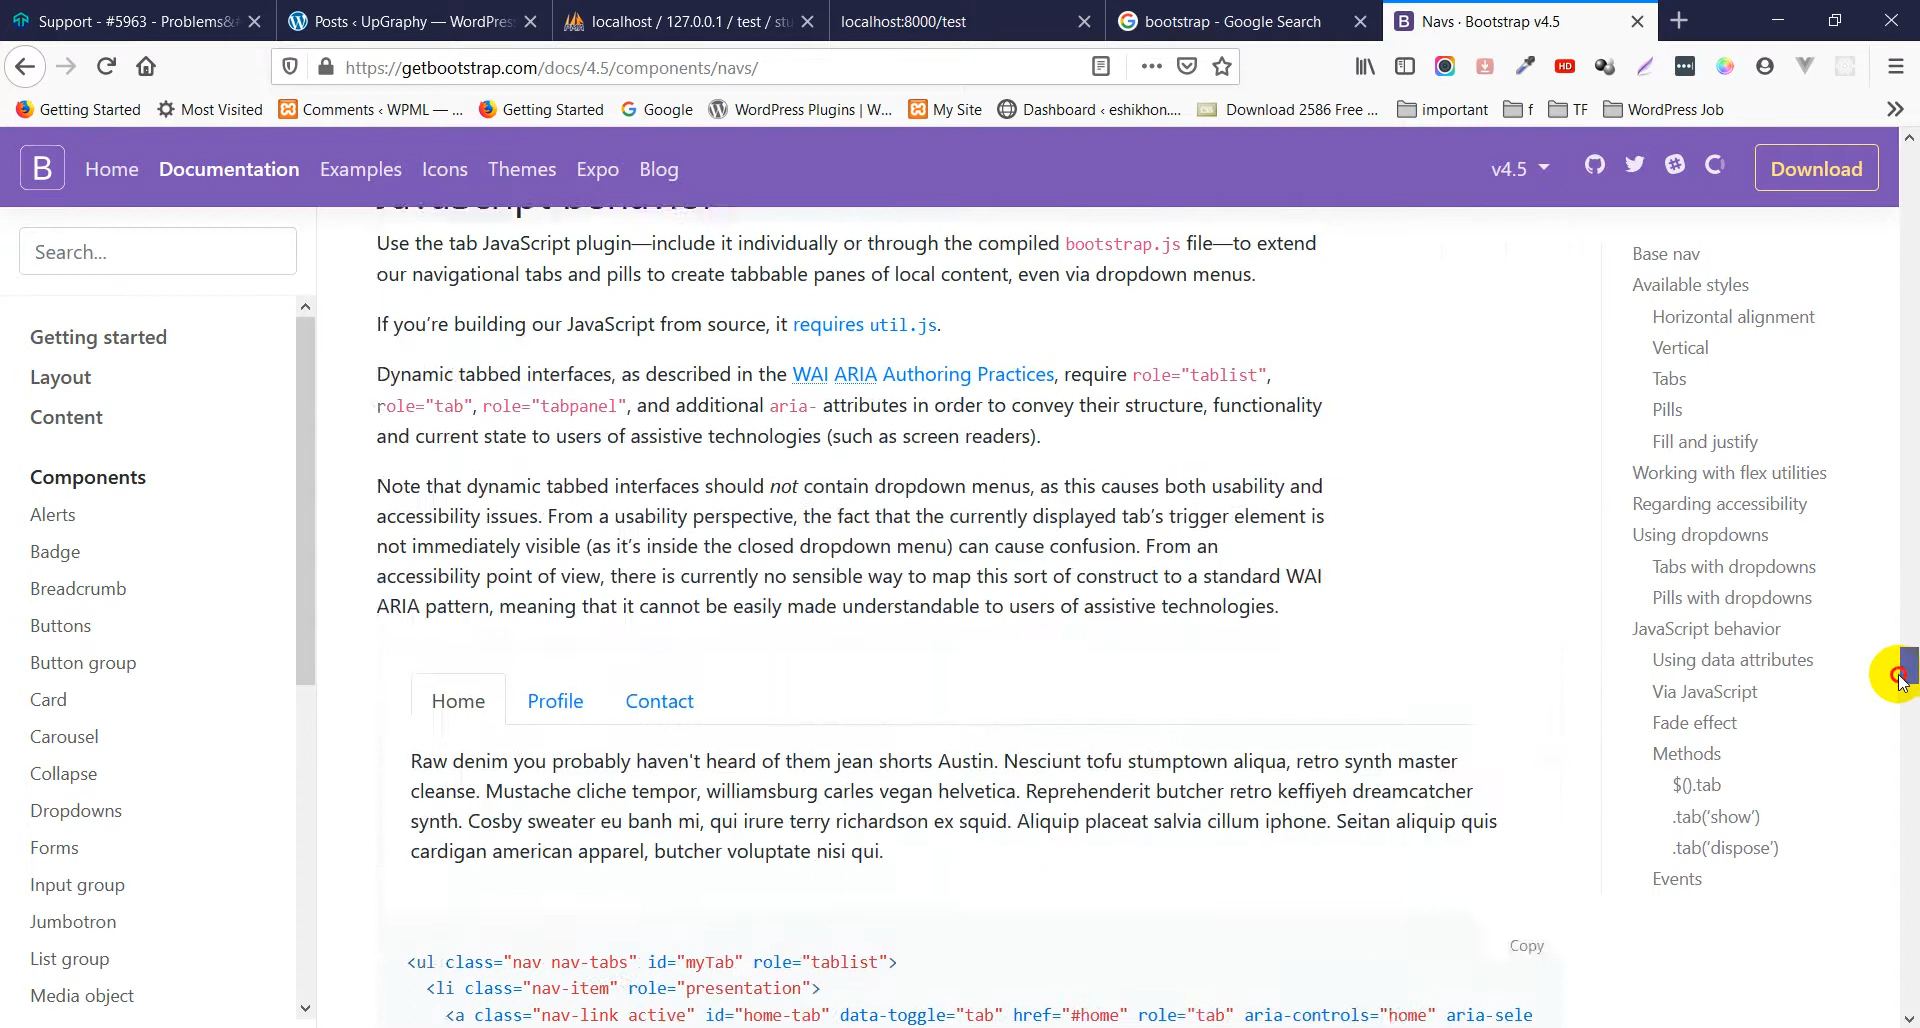 Support - #5963 - Problems&#
Posts ‹ UpGraphy — WordPress
localhost / 127.0.0.1 / test / stu
localhost:8000/test
bootstrap - Google Search
Navs · Bootstrap v4.5
https://getbootstrap.com/docs/4.5/components/navs/
Getting Started
Most Visited
Comments ‹ WPML — ...
Getting Started
Google
WordPress Plugins | W...
My Site
Dashboard ‹ eshikhon....
Download 2586 Free ...
important
f
TF
WordPress Job
B
Home
Documentation
Examples
Icons
Themes
Expo
Blog
v4.5
Download
Search...
Getting started
Layout
Content
Components
Alerts
Badge
Breadcrumb
Buttons
Button group
Card
Carousel
Collapse
Dropdowns
Forms
Input group
Jumbotron
List group
Media object
JavaScript behavior
Use the tab JavaScript plugin—include it individually or through the compiled bootstrap.js file—to extend
our navigational tabs and pills to create tabbable panes of local content, even via dropdown menus.
If you’re building our JavaScript from source, it requires util.js.
Dynamic tabbed interfaces, as described in the WAI ARIA Authoring Practices, require role="tablist",
role="tab", role="tabpanel", and additional aria- attributes in order to convey their structure, functionality
and current state to users of assistive technologies (such as screen readers).
Note that dynamic tabbed interfaces should not contain dropdown menus, as this causes both usability and
accessibility issues. From a usability perspective, the fact that the currently displayed tab’s trigger element is
not immediately visible (as it’s inside the closed dropdown menu) can cause confusion. From an
accessibility point of view, there is currently no sensible way to map this sort of construct to a standard WAI
ARIA pattern, meaning that it cannot be easily made understandable to users of assistive technologies.
Home
Profile
Contact
Raw denim you probably haven't heard of them jean shorts Austin. Nesciunt tofu stumptown aliqua, retro synth master
cleanse. Mustache cliche tempor, williamsburg carles vegan helvetica. Reprehenderit butcher retro keffiyeh dreamcatcher
synth. Cosby sweater eu banh mi, qui irure terry richardson ex squid. Aliquip placeat salvia cillum iphone. Seitan aliquip quis
cardigan american apparel, butcher voluptate nisi qui.
Copy
<ul class="nav nav-tabs" id="myTab" role="tablist">
<li class="nav-item" role="presentation">
<a class="nav-link active" id="home-tab" data-toggle="tab" href="#home" role="tab" aria-controls="home" aria-sele
Base nav
Available styles
Horizontal alignment
Vertical
Tabs
Pills
Fill and justify
Working with flex utilities
Regarding accessibility
Using dropdowns
Tabs with dropdowns
Pills with dropdowns
JavaScript behavior
Using data attributes
Via JavaScript
Fade effect
Methods
$().tab
.tab(‘show’)
.tab(‘dispose’)
Events
HD